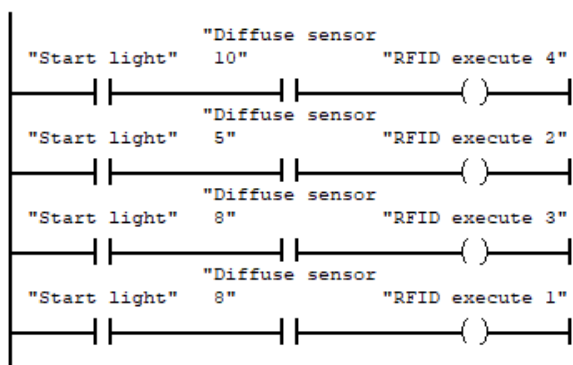 "Diffuse sensor
"Start light" 10" "RFID execute 4"
"Diffuse sensor
"Start light" 5" "RFID execute 2"
"Diffuse sensor
"Start light" 8" "RFID execute 3"
"Diffuse sensor
"Start light" 8" "RFID execute 1"